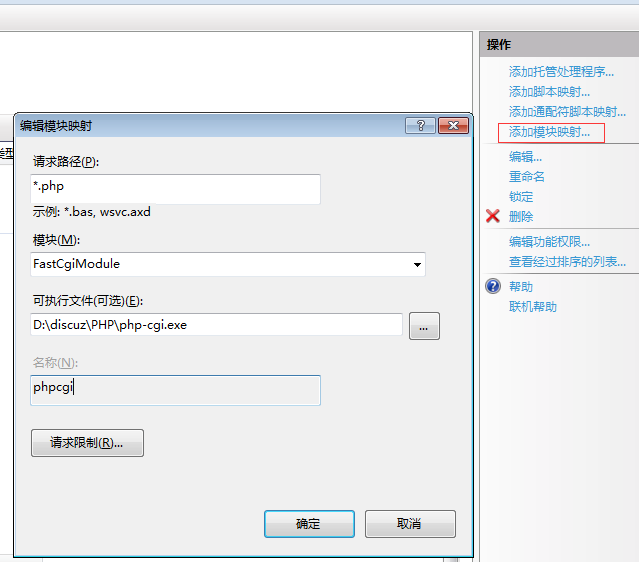 操作
添加托管处理程序...
添加脚本映射...
添加通配符脚本映射...
添加模块映射...
编辑...
重命名
锁定
删除
编辑功能权限...
查看经过排序的列表...
帮助
联机帮助
编辑模块映射
请求路径(P):
*.php
示例: *.bas, wsvc.axd
模块(M):
FastCgiModule
可执行文件(可选)(E):
D:\discuz\PHP\php-cgi.exe
...
名称(N):
phpcgi
请求限制(R)...
确定
取消